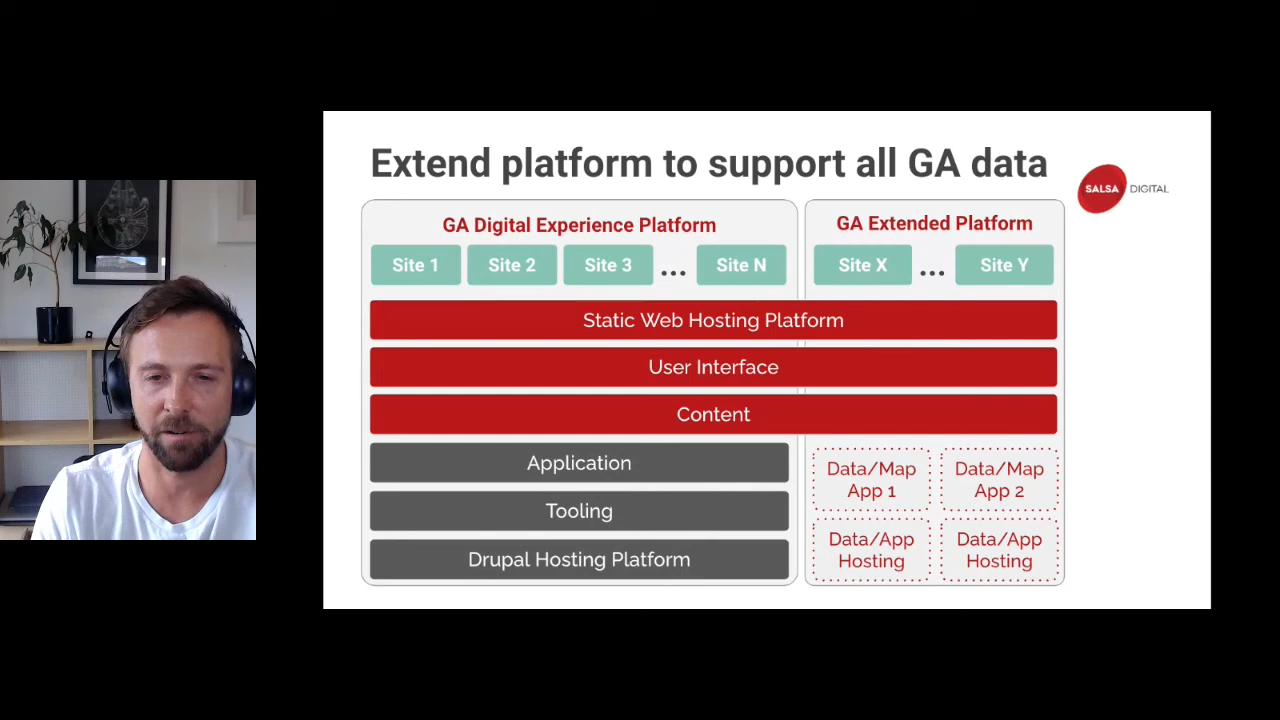 Extend platform to support all GA data
SALSA DIGITAL
GA Digital Experience Platform
GA Extended Platform
Site 1
Site 2
Site 3
...
Site N
Site X
...
Site Y
Static Web Hosting Platform
User Interface
Content
Application
Tooling
Drupal Hosting Platform
Data/Map
App 1
Data/Map
App 2
Data/App
Hosting
Data/App
Hosting